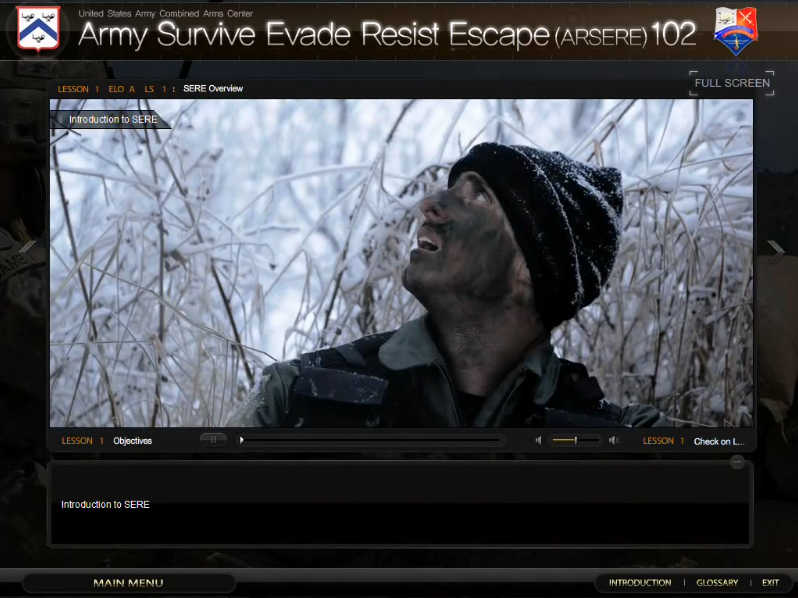 United States Army Combined Arms Center
Army Survive Evade Resist Escape (ARSERE) 102
FULL SCREEN
LESSON 1 ELO A LS 1 : SERE Overview
Introduction to SERE
LESSON 1 Objectives
LESSON 1 Check on L...
Introduction to SERE
MAIN MENU
INTRODUCTION | GLOSSARY | EXIT